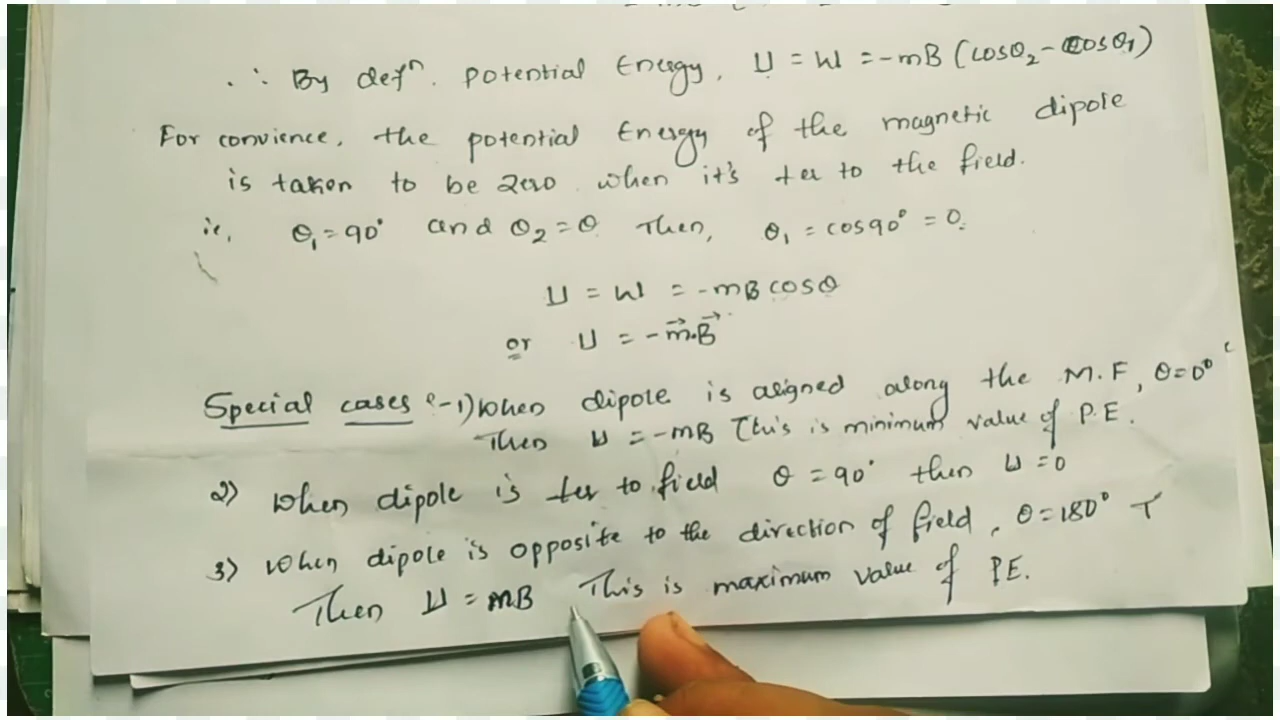 ∴ By defⁿ. Potential Energy, U = W = -mB (cosθ₂ - cosθ₁)
For convience, the potential Energy of the magnetic dipole
is taken to be zero when it's ter to the field.
ie, θ₁ = 90° and θ₂ = θ Then, θ₁ = cos90° = 0.
U = W = -mB cosθ
or U = -m⃗.B⃗
Special cases :- 1) When dipole is aligned along the M.F, θ = 0°
Then U = -mB This is minimum value of P.E.
2) When dipole is ter to field θ = 90° then U = 0
3) When dipole is opposite to the direction of field, θ = 180° T
Then U = mB This is maximum value of P.E.